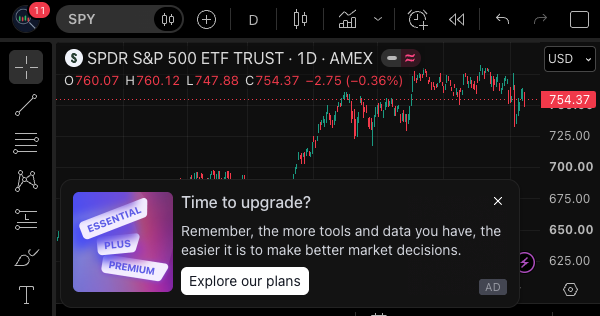 11
SPY
D
SPDR S&P 500 ETF TRUST · 1D · AMEX
USD
O760.07 H760.12 L747.88 C754.37 −2.75 (−0.36%)
754.37
725.00
700.00
675.00
650.00
625.00
Time to upgrade?
Remember, the more tools and data you have, the
easier it is to make better market decisions.
Explore our plans
AD
ESSENTIAL
PLUS
PREMIUM